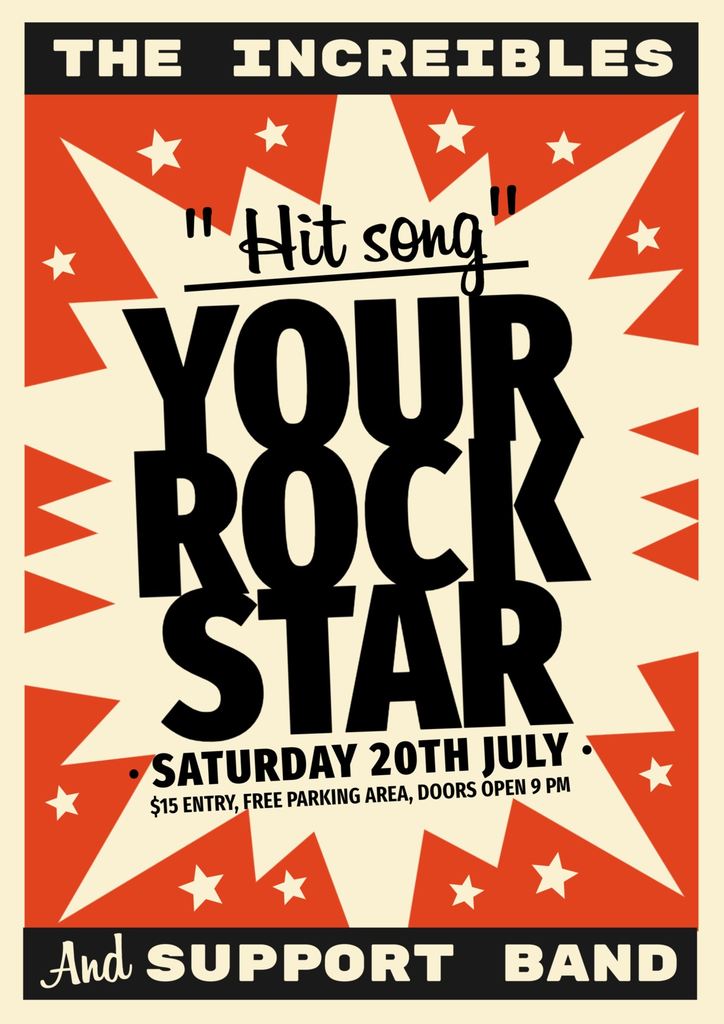 THE INCREIBLES
"Hit song"
YOUR
ROCK
STAR
• SATURDAY 20TH JULY •
$15 ENTRY, FREE PARKING AREA, DOORS OPEN 9 PM
And SUPPORT BAND